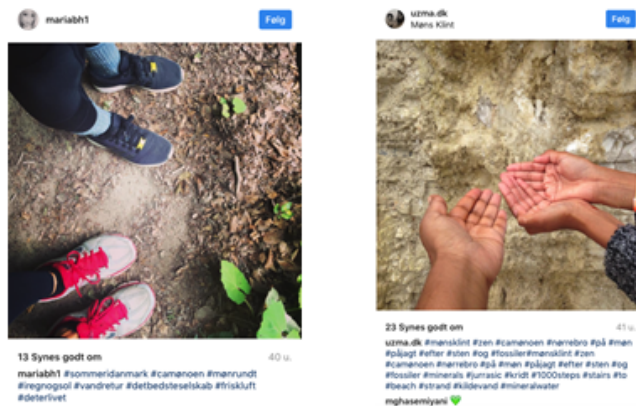 mariabh1
Følg
13 Synes godt om
40 u.
mariabh1 #sommeridanmark #camønoen #mønrundt
#iregnogsol #vandretur #detbedsteselskab #friskluft
#deterlivet
uzma.dk
Møns Klint
Følg
23 Synes godt om
41 u.
uzma.dk #mønsklint #zen #camønoen #nørrebro #på #møn
#påjagt #efter #sten #og #fossiler#mønsklint #zen
#camønoen #nørrebro #på #møn #påjagt #efter #sten #og
#fossiler #minerals #jurrasic #kridt #1000steps #stairs #to
#beach #strand #kildevand #mineralwater
mghasemiyani 💚